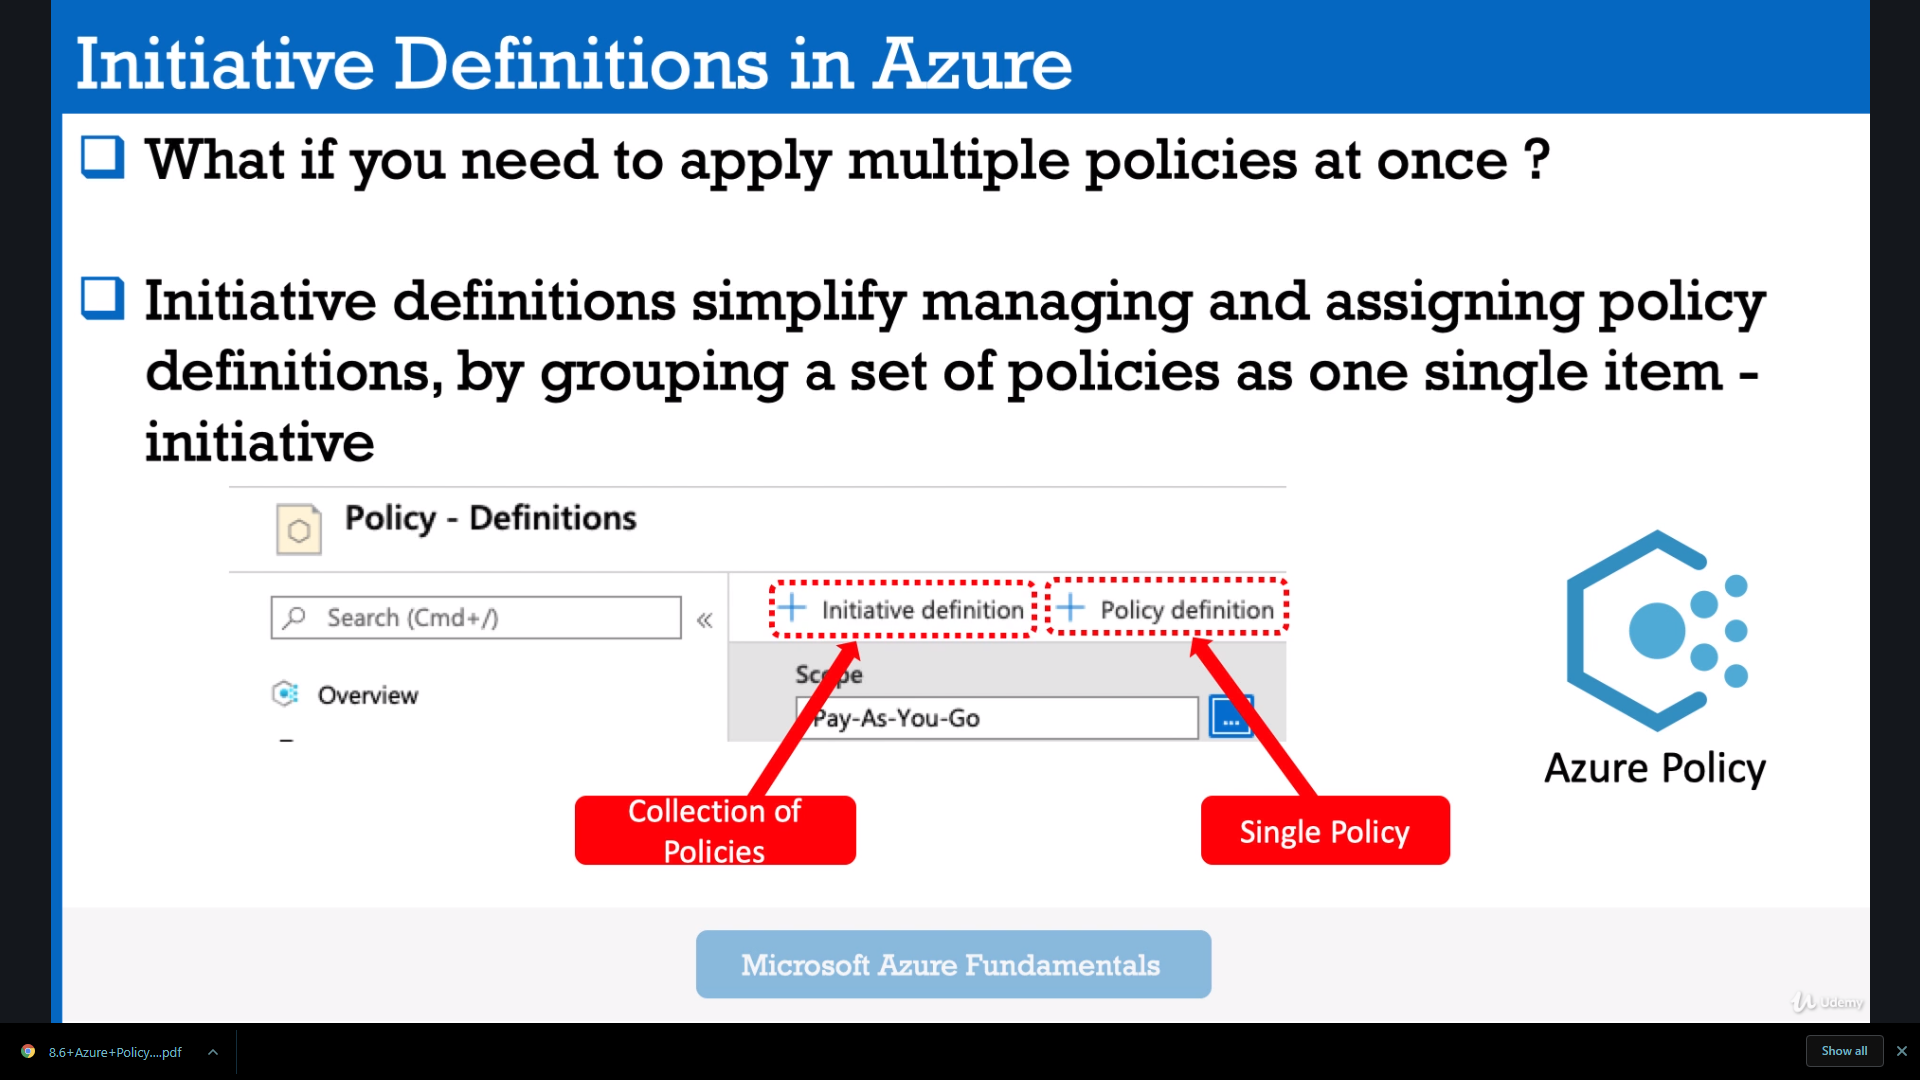 Initiative Definitions in Azure
What if you need to apply multiple policies at once ?
Initiative definitions simplify managing and assigning policy
definitions, by grouping a set of policies as one single item -
initiative
Policy - Definitions
Search (Cmd+/)
«
Initiative definition
Policy definition
Overview
Scope
Pay-As-You-Go
...
Collection of
Policies
Single Policy
Azure Policy
Microsoft Azure Fundamentals
Udemy
8.6+Azure+Policy....pdf
Show all